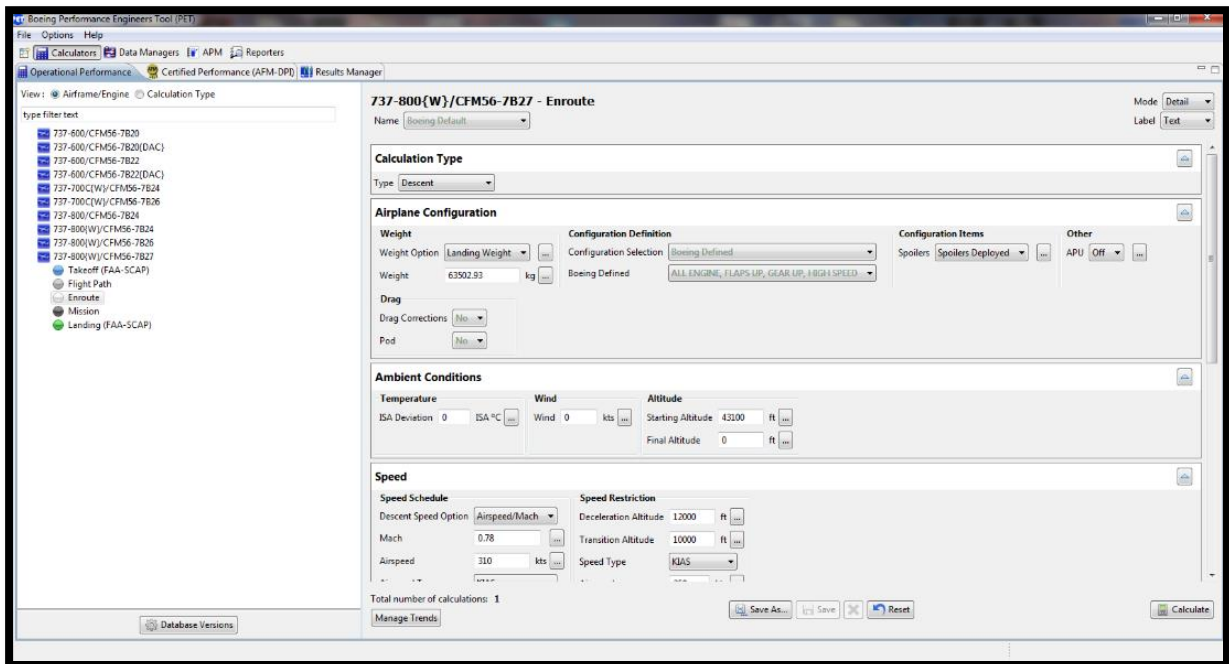 Boeing Performance Engineers Tool (PET)
File Options Help
Calculators Data Managers APM Reporters
Operational Performance Certified Performance (AFM-DPI) Results Manager
View: Airframe/Engine Calculation Type
type filter text
737-600/CFM56-7B20
737-600/CFM56-7B20{DAC}
737-600/CFM56-7B22
737-600/CFM56-7B22{DAC}
737-700C{W}/CFM56-7B24
737-700C{W}/CFM56-7B26
737-800/CFM56-7B24
737-800{W}/CFM56-7B24
737-800{W}/CFM56-7B26
737-800{W}/CFM56-7B27
Takeoff (FAA-SCAP)
Flight Path
Enroute
Mission
Landing (FAA-SCAP)
Database Versions
737-800{W}/CFM56-7B27 - Enroute
Mode Detail
Name Boeing Default
Label Text
Calculation Type
Type Descent
Airplane Configuration
Weight Configuration Definition Configuration Items Other
Weight Option Landing Weight ... Configuration Selection Boeing Defined Spoilers Spoilers Deployed ... APU Off ...
Weight 63502.93 kg ... Boeing Defined ALL ENGINE, FLAPS UP, GEAR UP, HIGH SPEED
Drag
Drag Corrections No
Pod No
Ambient Conditions
Temperature Wind Altitude
ISA Deviation 0 ISA °C ... Wind 0 kts ... Starting Altitude 43100 ft ...
Final Altitude 0 ft ...
Speed
Speed Schedule Speed Restriction
Descent Speed Option Airspeed/Mach Deceleration Altitude 12000 ft ...
Mach 0.78 ... Transition Altitude 10000 ft ...
Airspeed 310 kts ... Speed Type KIAS
Total number of calculations: 1
Manage Trends
Save As... Save Reset Calculate